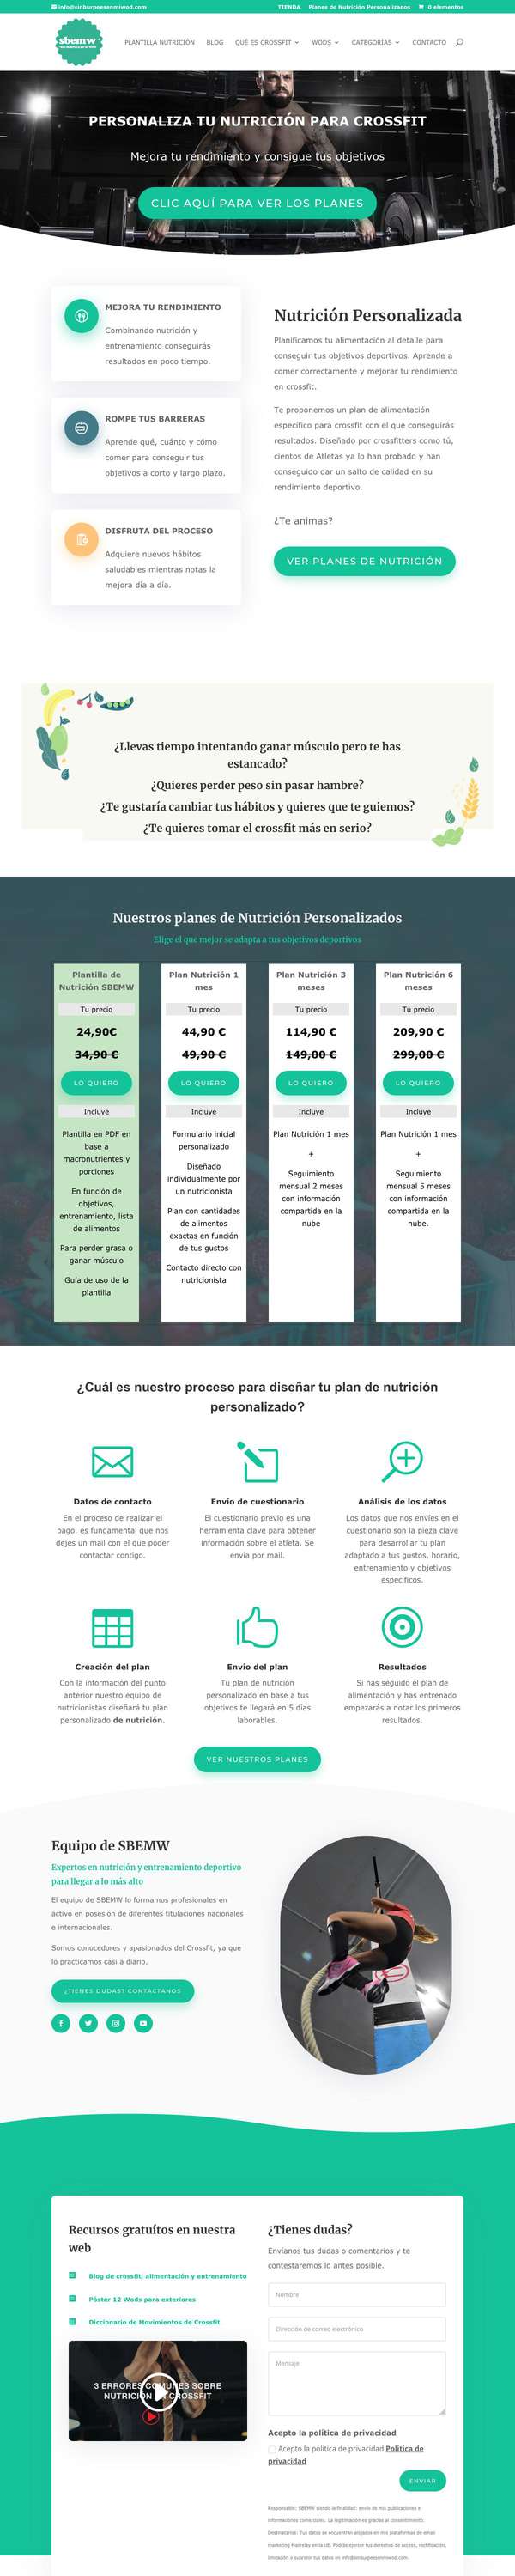 info@sinburpeesenmiwod.com
TIENDA Planes de Nutrición Personalizados 0 elementos
sbemw
PLANTILLA NUTRICIÓN BLOG QUÉ ES CROSSFIT WODS CATEGORÍAS CONTACTO
PERSONALIZA TU NUTRICIÓN PARA CROSSFIT
Mejora tu rendimiento y consigue tus objetivos
CLIC AQUÍ PARA VER LOS PLANES
MEJORA TU RENDIMIENTO
Combinando nutrición y
entrenamiento conseguirás
resultados en poco tiempo.
ROMPE TUS BARRERAS
Aprende qué, cuánto y cómo
comer para conseguir tus
objetivos a corto y largo plazo.
DISFRUTA DEL PROCESO
Adquiere nuevos hábitos
saludables mientras notas la
mejora día a día.
Nutrición Personalizada
Planificamos tu alimentación al detalle para
conseguir tus objetivos deportivos. Aprende a
comer correctamente y mejorar tu rendimiento
en crossfit.
Te proponemos un plan de alimentación
específico para crossfit con el que conseguirás
resultados. Diseñado por crossfitters como tú,
cientos de Atletas ya lo han probado y han
conseguido dar un salto de calidad en su
rendimiento deportivo.
¿Te animas?
VER PLANES DE NUTRICIÓN
¿Llevas tiempo intentando ganar músculo pero te has
estancado?
¿Quieres perder peso sin pasar hambre?
¿Te gustaría cambiar tus hábitos y quieres que te guiemos?
¿Te quieres tomar el crossfit más en serio?
Nuestros planes de Nutrición Personalizados
Elige el que mejor se adapta a tus objetivos deportivos
Plantilla de
Nutrición SBEMW
Tu precio
24,90€
34,90 €
LO QUIERO
Incluye
Plantilla en PDF en
base a
macronutrientes y
porciones
En función de
objetivos,
entrenamiento, lista
de alimentos
Para perder grasa o
ganar músculo
Guía de uso de la
plantilla
Plan Nutrición 1
mes
Tu precio
44,90 €
49,90 €
LO QUIERO
Incluye
Formulario inicial
personalizado
Diseñado
individualmente por
un nutricionista
Plan con cantidades
de alimentos
exactas en función
de tus gustos
Contacto directo con
nutricionista
Plan Nutrición 3
meses
Tu precio
114,90 €
149,00 €
LO QUIERO
Incluye
Plan Nutrición 1 mes
+
Seguimiento
mensual 2 meses
con información
compartida en la
nube
Plan Nutrición 6
meses
Tu precio
209,90 €
299,00 €
LO QUIERO
Incluye
Plan Nutrición 1 mes
+
Seguimiento
mensual 5 meses
con información
compartida en la
nube.
¿Cuál es nuestro proceso para diseñar tu plan de nutrición
personalizado?
Datos de contacto
En el proceso de realizar el
pago, es fundamental que nos
dejes un mail con el que poder
contactar contigo.
Envío de cuestionario
El cuestionario previo es una
herramienta clave para obtener
información sobre el atleta. Se
envía por mail.
Análisis de los datos
Los datos que nos envíes en el
cuestionario son la pieza clave
para desarrollar tu plan
adaptado a tus gustos, horario,
entrenamiento y objetivos
específicos.
Creación del plan
Con la información del punto
anterior nuestro equipo de
nutricionistas diseñará tu plan
personalizado de nutrición.
Envío del plan
Tu plan de nutrición
personalizado en base a tus
objetivos te llegará en 5 días
laborables.
Resultados
Si has seguido el plan de
alimentación y has entrenado
empezarás a notar los primeros
resultados.
VER NUESTROS PLANES
Equipo de SBEMW
Expertos en nutrición y entrenamiento deportivo
para llegar a lo más alto
El equipo de SBEMW lo formamos profesionales en
activo en posesión de diferentes titulaciones nacionales
e internacionales.
Somos conocedores y apasionados del Crossfit, ya que
lo practicamos casi a diario.
¿TIENES DUDAS? CONTÁCTANOS
Recursos gratuitos en nuestra
web
Blog de crossfit, alimentación y entrenamiento
Póster 12 Wods para exteriores
Diccionario de Movimientos de Crossfit
3 ERRORES COMUNES SOBRE
NUTRICIÓN Y CROSSFIT
¿Tienes dudas?
Envíanos tus dudas o comentarios y te
contestaremos lo antes posible.
Nombre
Dirección de correo electrónico
Mensaje
Acepto la política de privacidad
Acepto la política de privacidad Política de
privacidad
ENVIAR